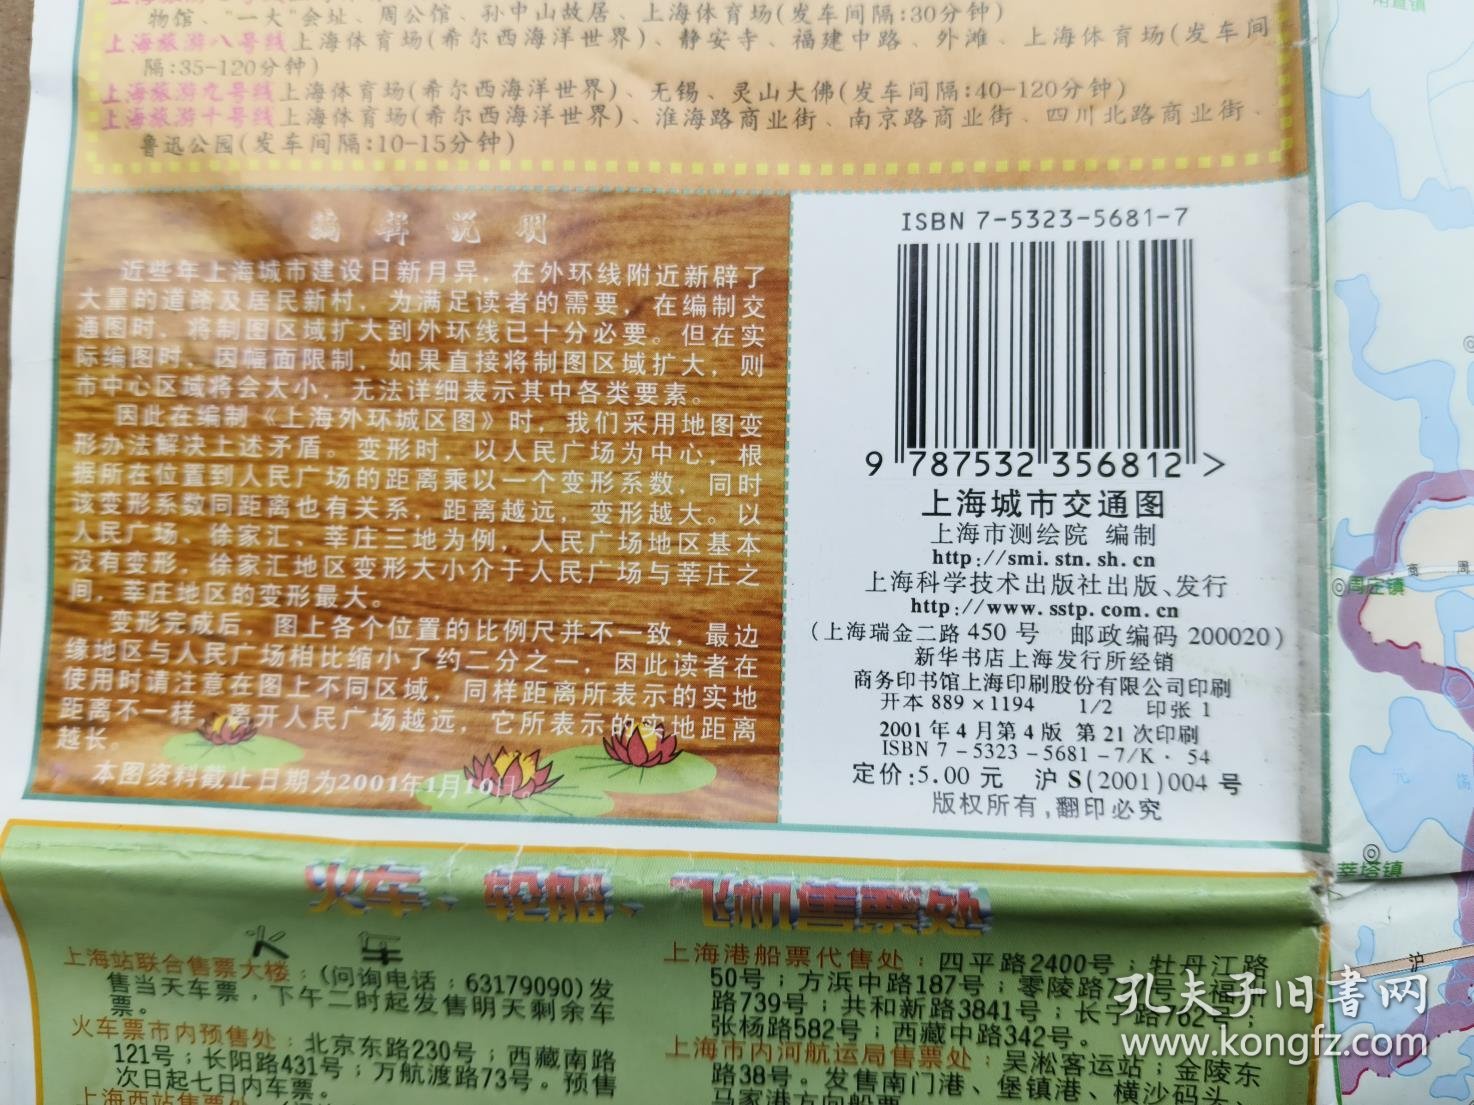 物馆、“一大”会址、周公馆、孙中山故居、上海体育场(发车间隔:30分钟)
上海旅游八号线上海体育场(希尔西海洋世界)、静安寺、福建中路、外滩、上海体育场(发车间
隔:35-120分钟)
上海旅游九号线上海体育场(希尔西海洋世界)、无锡、灵山大佛(发车间隔:40-120分钟)
上海旅游十号线上海体育场(希尔西海洋世界)、淮海路商业街、南京路商业街、四川北路商业街、
鲁迅公园(发车间隔:10-15分钟)
编辑说明
近些年上海城市建设日新月异，在外环线附近新辟了
大量的道路及居民新村，为满足读者的需要，在编制交
通图时，将制图区域扩大到外环线已十分必要。但在实
际编图时，因幅面限制，如果直接将制图区域扩大，则
市中心区域将会太小，无法详细表示其中各类要素。
因此在编制《上海外环城区图》时，我们采用地图变
形办法解决上述矛盾。变形时，以人民广场为中心，根
据所在位置到人民广场的距离乘以一个变形系数，同时
该变形系数同距离也有关系，距离越远，变形越大。以
人民广场、徐家汇、莘庄三地为例，人民广场地区基本
没有变形，徐家汇地区变形大小介于人民广场与莘庄之
间，莘庄地区的变形最大。
变形完成后，图上各个位置的比例尺并不一致，最边
缘地区与人民广场相比缩小了约二分之一，因此读者在
使用时请注意在图上不同区域，同样距离所表示的实地
距离不一样，离开人民广场越远，它所表示的实地距离
越长。
本图资料截止日期为2001年1月10日。
ISBN 7-5323-5681-7
9 787532 356812 >
上海城市交通图
上海市测绘院 编制
http://smi.stn.sh.cn
上海科学技术出版社出版、发行
http://www.sstp.com.cn
(上海瑞金二路 450 号 邮政编码 200020)
新华书店上海发行所经销
商务印书馆上海印刷股份有限公司印刷
开本 889×1194 1/2 印张 1
2001 年 4 月第 4 版 第 21 次印刷
ISBN 7-5323-5681-7/K·54
定价:5.00 元 沪 S(2001)004 号
版权所有,翻印必究
火车、轮船、飞机售票处
火 车
上海站联合售票大楼：(问询电话：63179090)发
售当天车票，下午二时起发售明天剩余车
票。
火车票市内预售处：北京东路230号；西藏南路
121号；长阳路431号；万航渡路73号。预售
次日起七日内车票。
上海西站售票处
上海港船票代售处：四平路2400号；牡丹江路
50号；方浜中路187号；零陵路7 号；福
路739号；共和新路3841号；长宁路762号；
张杨路582号；西藏中路342号。
上海市内河航运局售票处：吴淞客运站；金陵东
路38号。发售南门港、堡镇港、横沙码头、
马家港方向船票
商 周
周庄镇
元 荡
莘塔镇
沪
孔夫子旧书网
www.kongfz.com